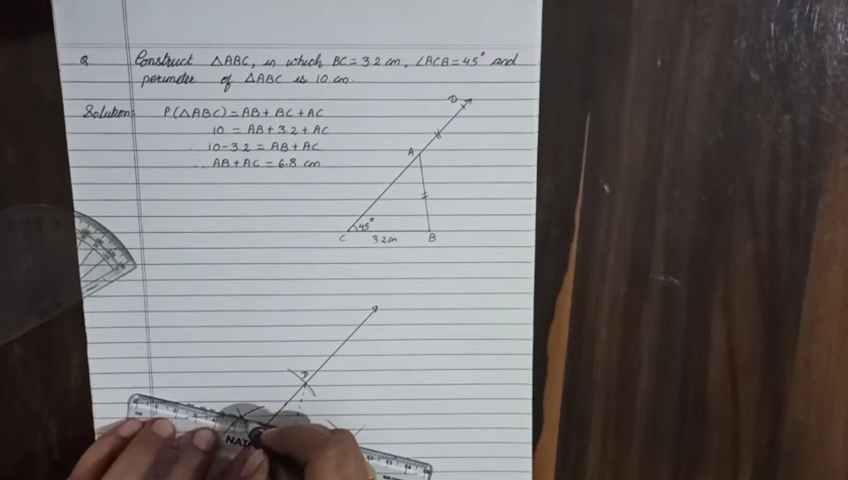 Q Construct △ABC, in which BC = 3.2 cm, ∠ACB = 45° and
perimeter of △ABC is 10 cm.
Solution: P(△ABC) = AB + BC + AC
10 = AB + 3.2 + AC
∴ 10 - 3.2 = AB + AC
∴ AB + AC = 6.8 cm
D
A
45°
C 3.2 cm B
D
NAT